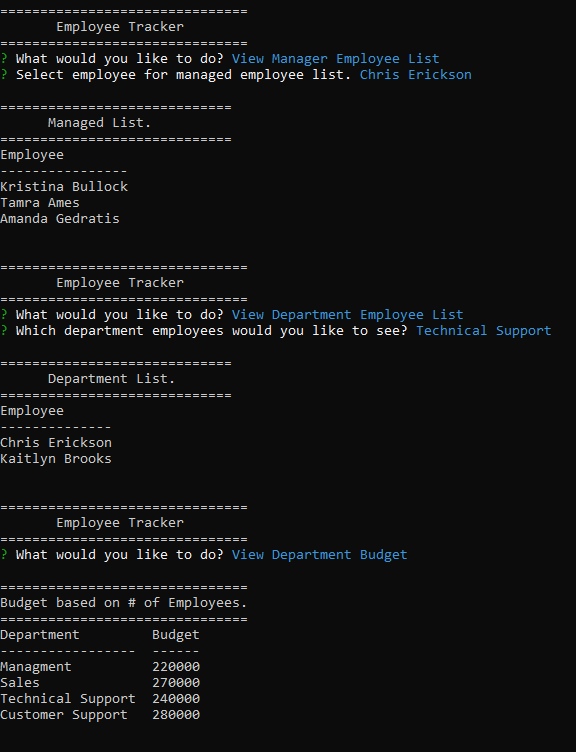 ===============================
       Employee Tracker
===============================
? What would you like to do? View Manager Employee List
? Select employee for managed employee list. Chris Erickson
=============================
      Managed List.
=============================
Employee
----------------
Kristina Bullock
Tamra Ames
Amanda Gedratis
===============================
       Employee Tracker
===============================
? What would you like to do? View Department Employee List
? Which department employees would you like to see? Technical Support
=============================
      Department List.
=============================
Employee
--------------
Chris Erickson
Kaitlyn Brooks
===============================
       Employee Tracker
===============================
? What would you like to do? View Department Budget
===============================
Budget based on # of Employees.
===============================
Department         Budget
-----------------  ------
Managment          220000
Sales              270000
Technical Support  240000
Customer Support   280000